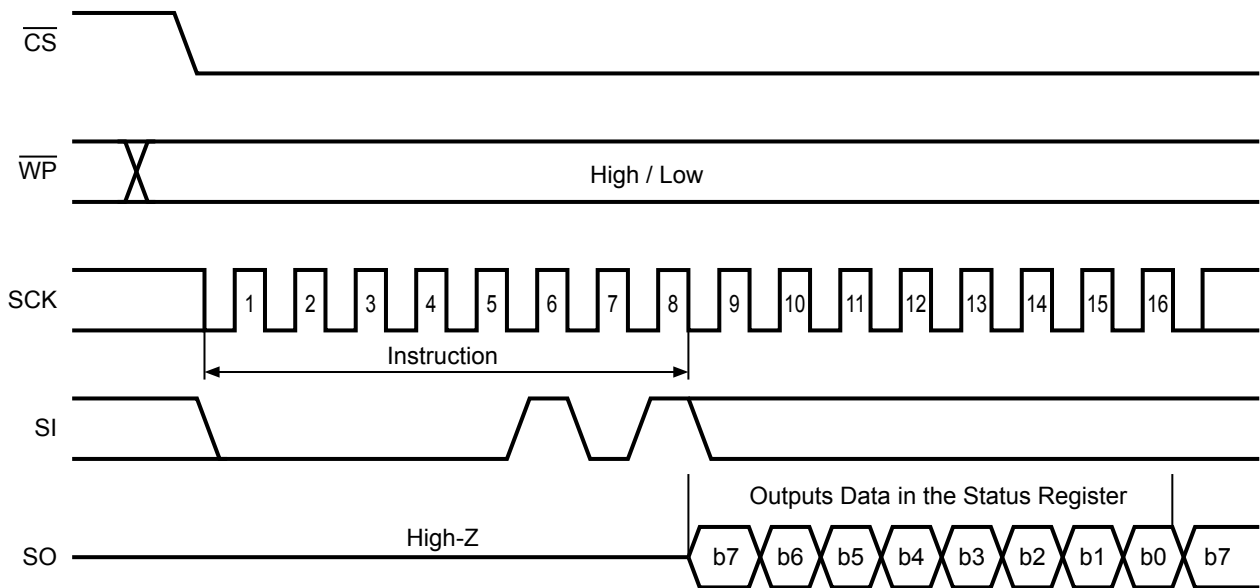 CS
WP
High / Low
SCK
1 2 3 4 5 6 7 8 9 10 11 12 13 14 15 16
Instruction
SI
Outputs Data in the Status Register
High-Z
SO
b7 b6 b5 b4 b3 b2 b1 b0 b7